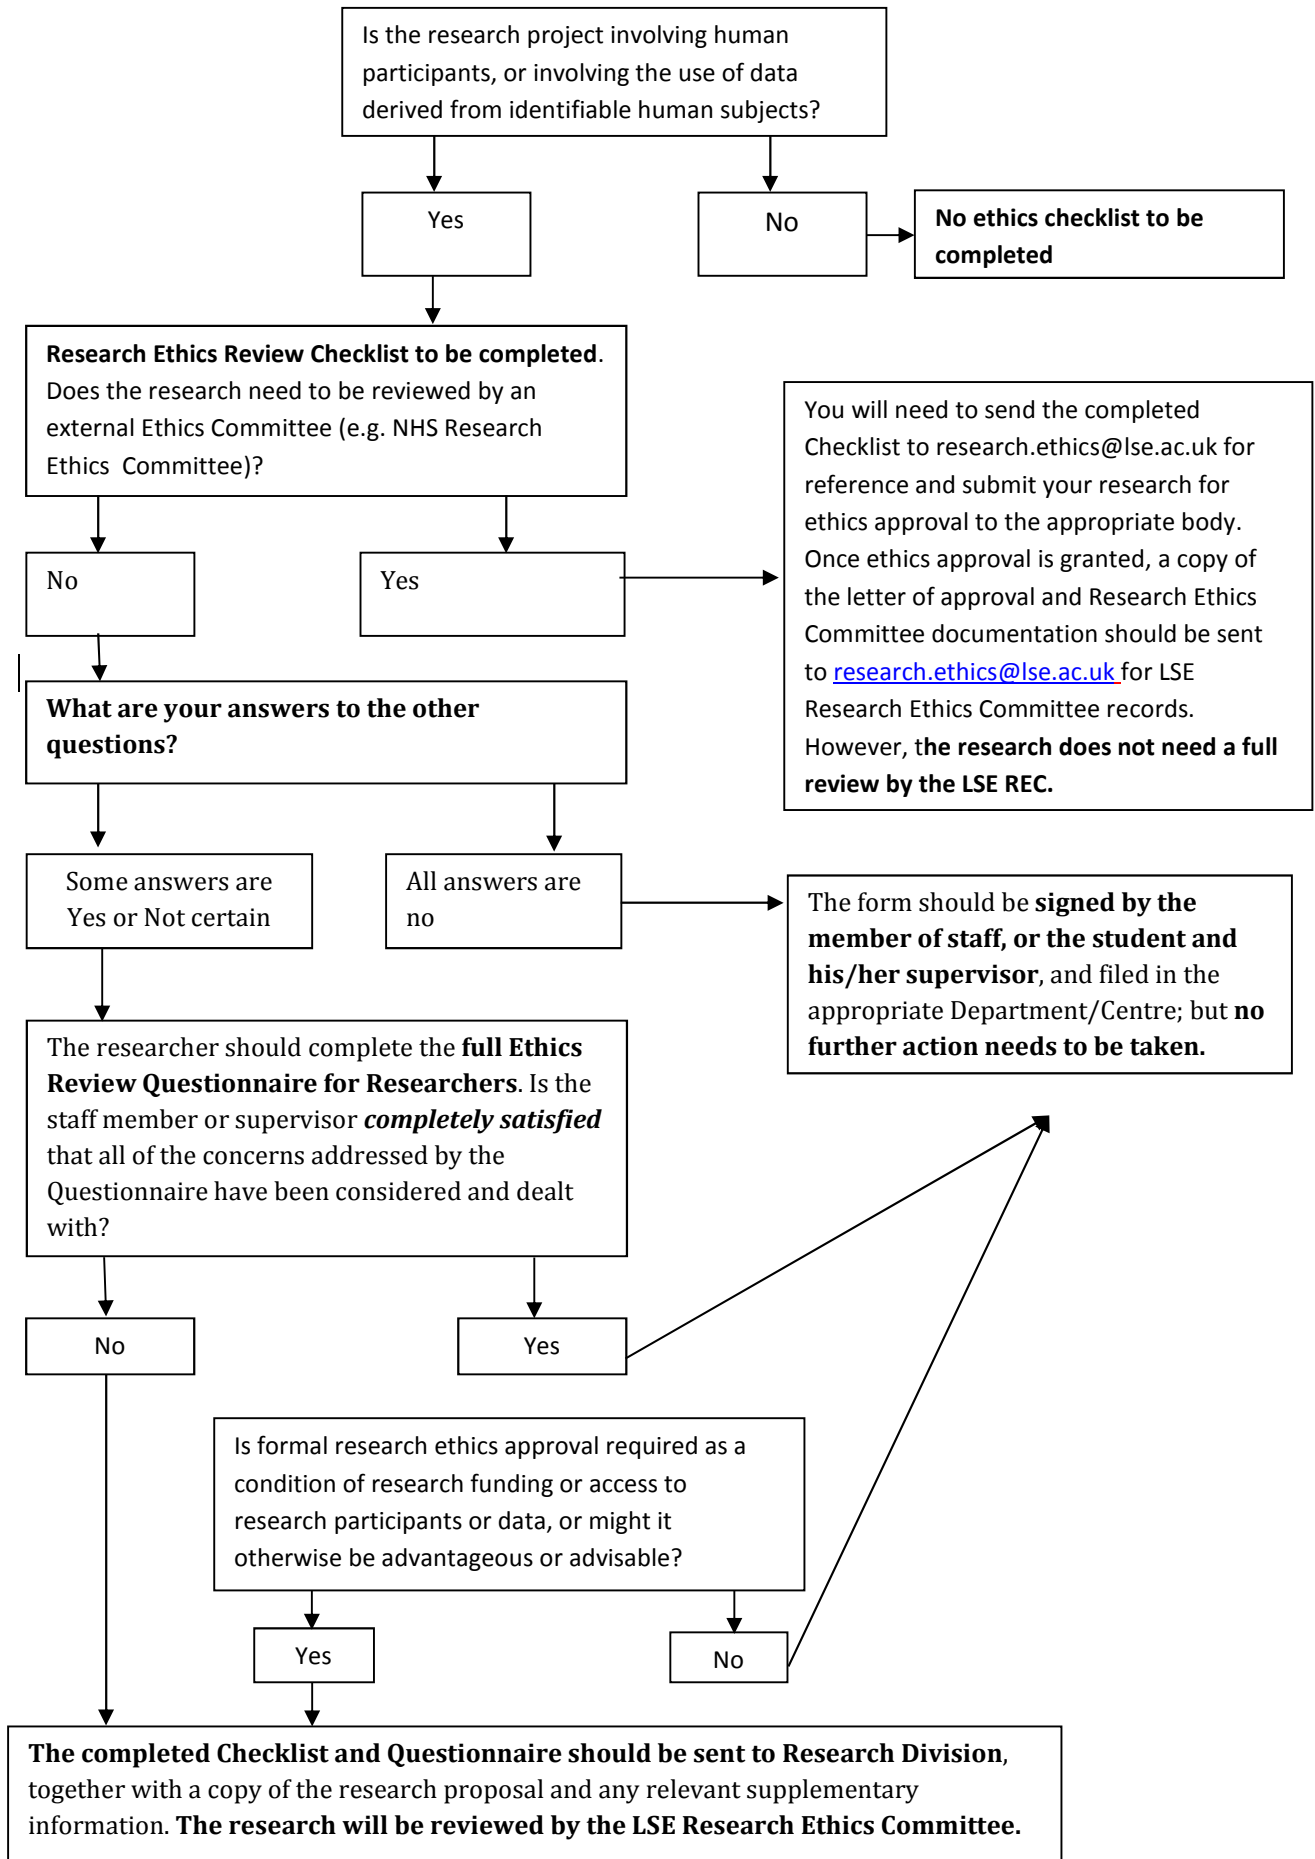 Is the research project involving human
participants, or involving the use of data
derived from identifiable human subjects?
Yes
No
No ethics checklist to be
completed
Research Ethics Review Checklist to be completed.
Does the research need to be reviewed by an
external Ethics Committee (e.g. NHS Research
Ethics Committee)?
You will need to send the completed
Checklist to research.ethics@lse.ac.uk for
reference and submit your research for
ethics approval to the appropriate body.
Once ethics approval is granted, a copy of
the letter of approval and Research Ethics
Committee documentation should be sent
to research.ethics@lse.ac.uk for LSE
Research Ethics Committee records.
However, the research does not need a full
review by the LSE REC.
No
Yes
What are your answers to the other
questions?
Some answers are
Yes or Not certain
All answers are
no
The form should be signed by the
member of staff, or the student and
his/her supervisor, and filed in the
appropriate Department/Centre; but no
further action needs to be taken.
The researcher should complete the full Ethics
Review Questionnaire for Researchers. Is the
staff member or supervisor completely satisfied
that all of the concerns addressed by the
Questionnaire have been considered and dealt
with?
No
Yes
Is formal research ethics approval required as a
condition of research funding or access to
research participants or data, or might it
otherwise be advantageous or advisable?
Yes
No
The completed Checklist and Questionnaire should be sent to Research Division,
together with a copy of the research proposal and any relevant supplementary
information. The research will be reviewed by the LSE Research Ethics Committee.